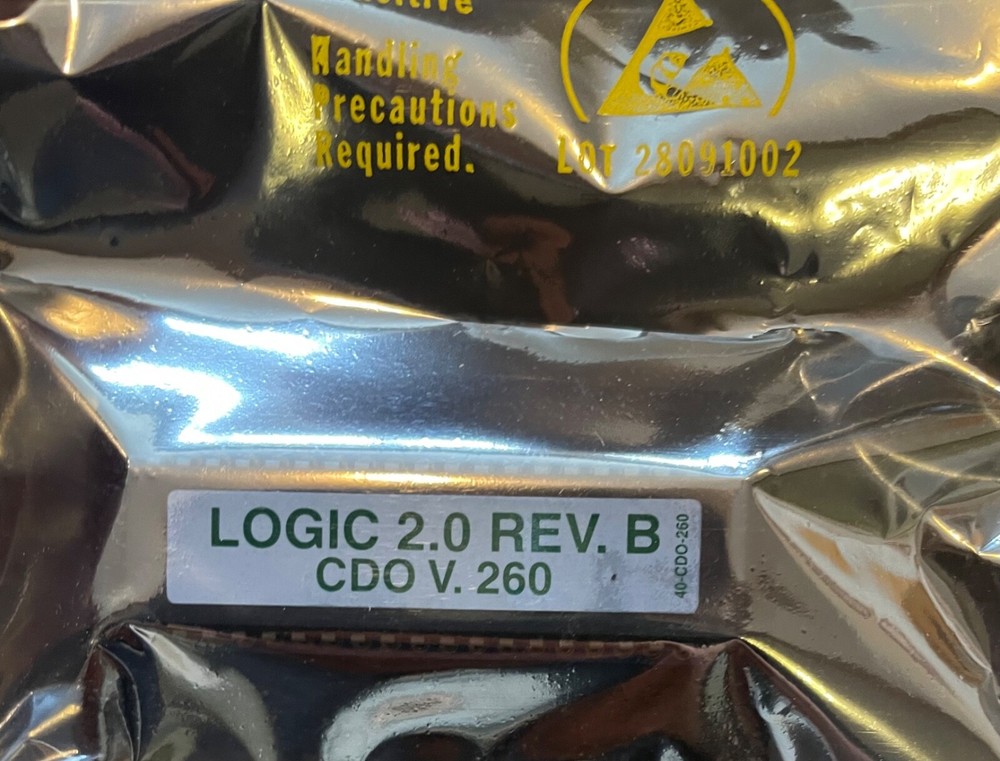 Handling
Precautions
Required.
LOT 28091002
LOGIC 2.0 REV. B
CDO V. 260
40-CDO-260